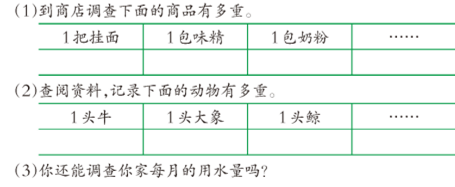 (1)到商店调查下面的商品有多重。
1把挂面 1包味精 1包奶粉 ……
(2)查阅资料,记录下面的动物有多重。
1头牛 1头大象 1头鲸 ……
(3)你还能调查你家每月的用水量吗?